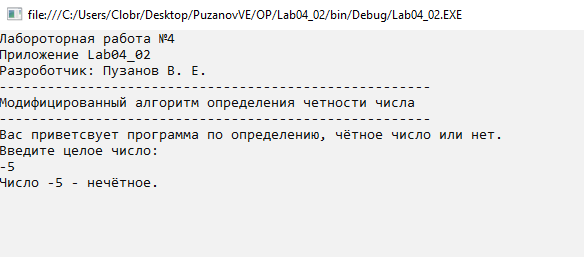 file:///C:/Users/Clobr/Desktop/PuzanovVE/OP/Lab04_02/bin/Debug/Lab04_02.EXE
Лабороторная работа №4
Приложение Lab04_02
Разроботчик: Пузанов В. Е.
------------------------------------------------------
Модифицированный алгоритм определения четности числа
------------------------------------------------------
Вас приветсвует программа по определению, чётное число или нет.
Введите целое число:
-5
Число -5 - нечётное.